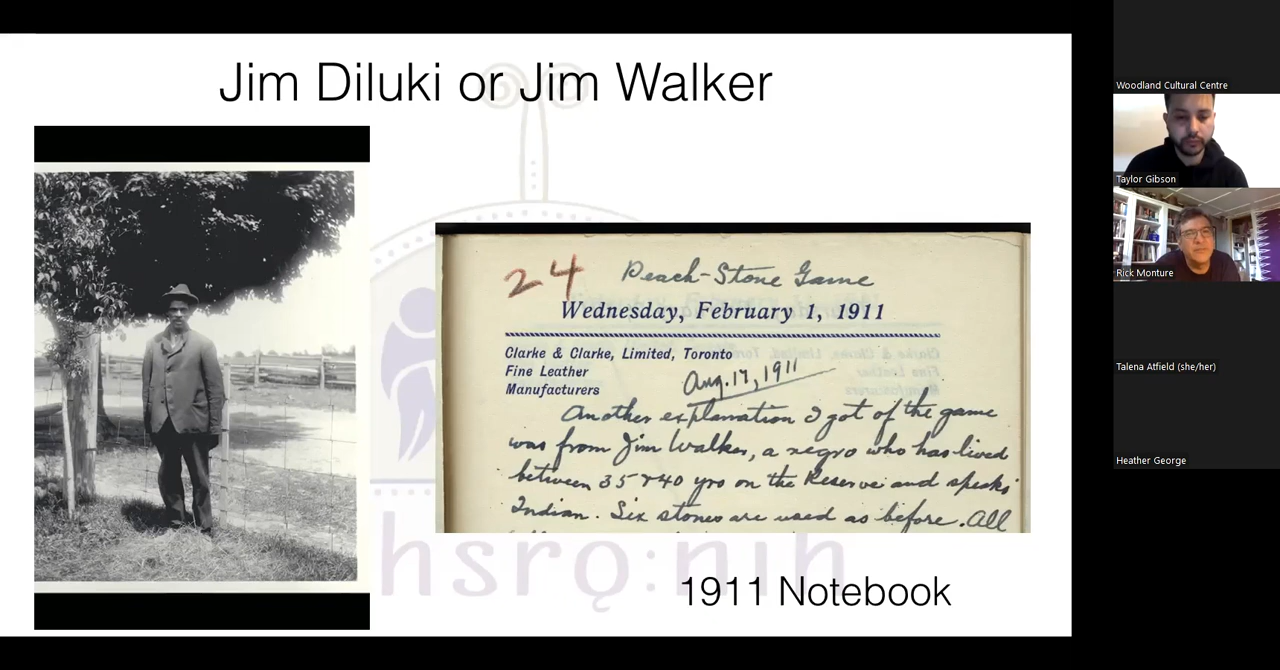 Jim Diluki or Jim Walker
24 Peach-Stone Game
Wednesday, February 1, 1911
Clarke & Clarke, Limited, Toronto
Fine Leather
Manufacturers
Aug. 17, 1911
Another explanation I got of the game
was from Jim Walker, a negro who has lived
between 35 & 40 yrs on the Reserve and speaks
Indian. Six stones are used as before. All
hsrǫ:nih
1911 Notebook
Woodland Cultural Centre
Taylor Gibson
Rick Monture
Talena Atfield (she/her)
Heather George